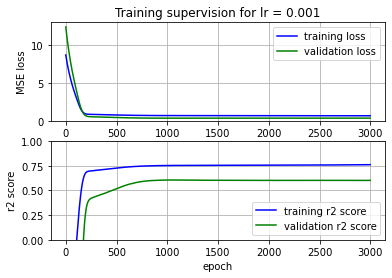 Training supervision for lr = 0.001
MSE loss
10
5
0
training loss
validation loss
0
500
1000
1500
2000
2500
3000
r2 score
1.00
0.75
0.50
0.25
0.00
training r2 score
validation r2 score
0
500
1000
1500
2000
2500
3000
epoch